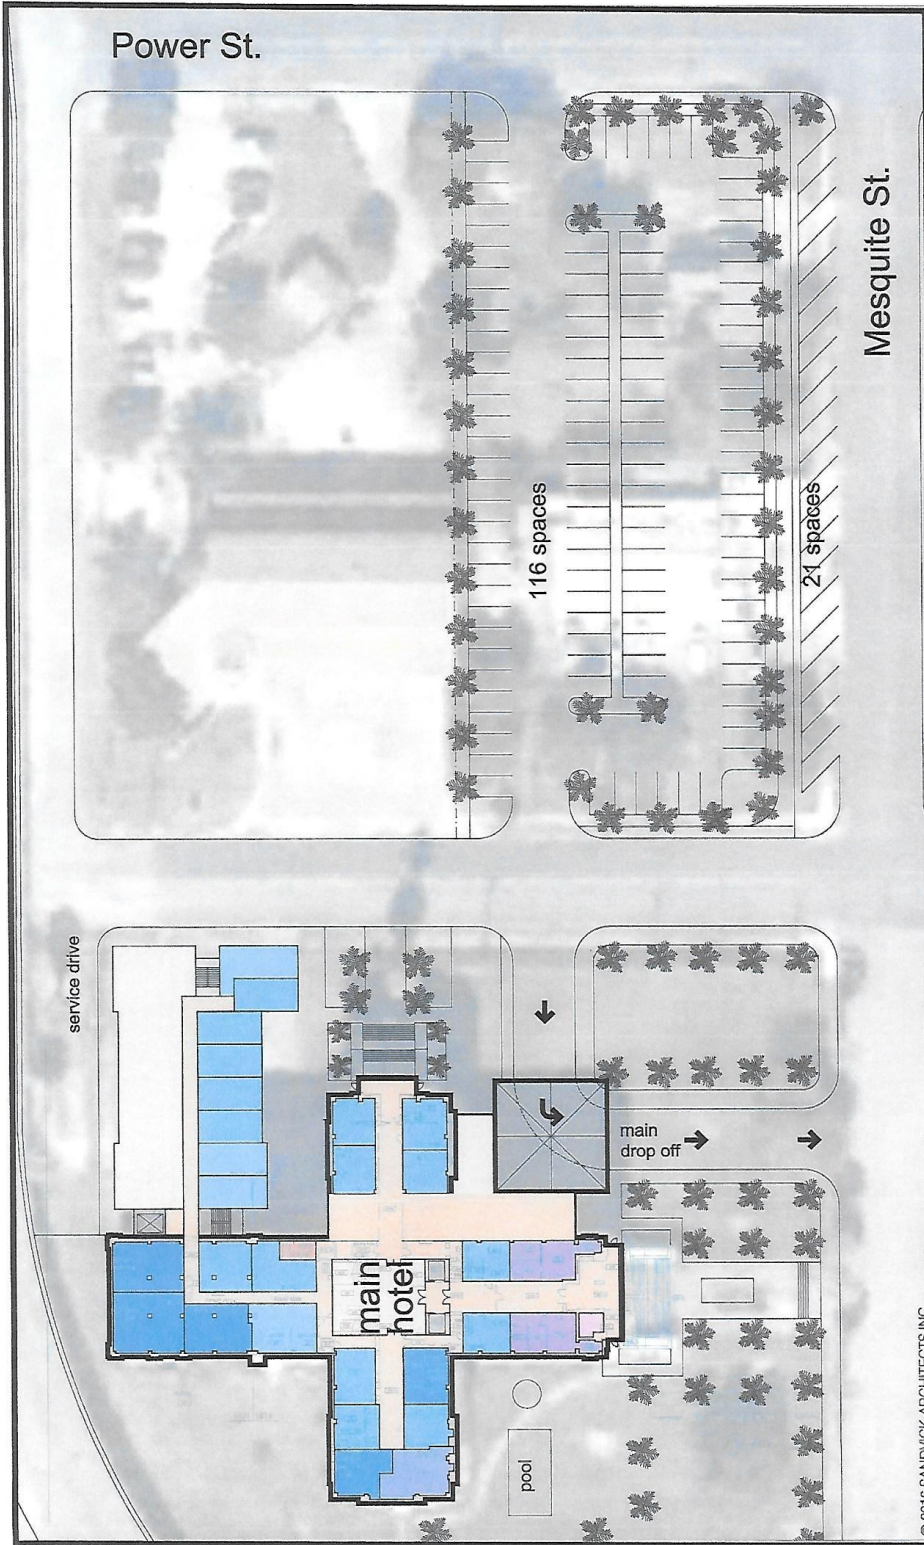 Power St.
Mesquite St.
116 spaces
21 spaces
service drive
main
drop off
main
hotel
pool